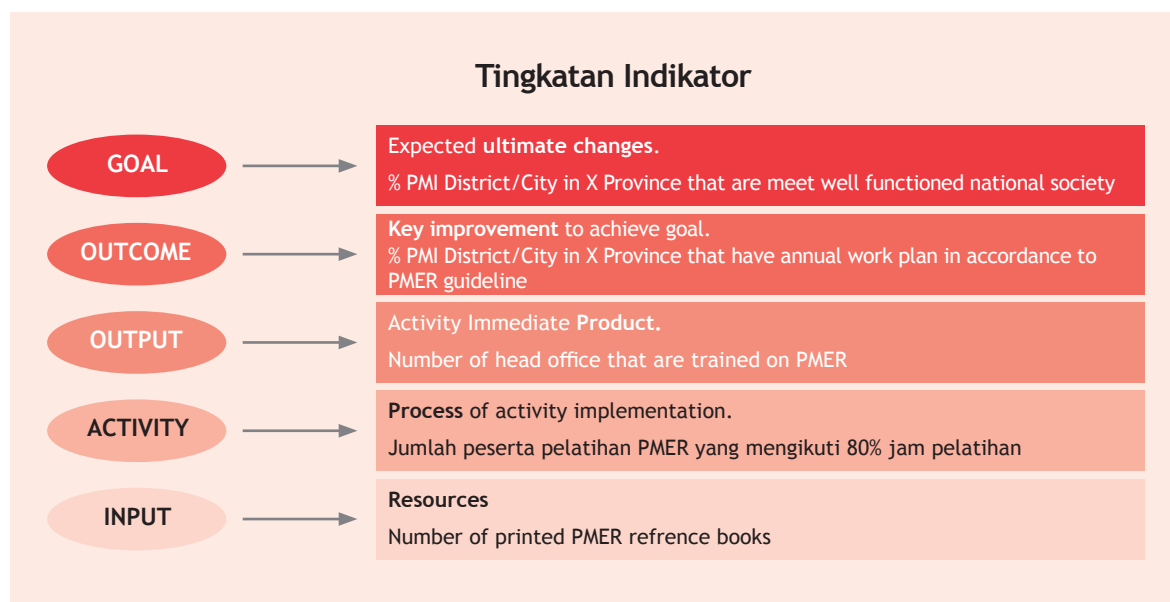 Tingkatan Indikator
GOAL
Expected ultimate changes.
% PMI District/City in X Province that are meet well functioned national society
OUTCOME
Key improvement to achieve goal.
% PMI District/City in X Province that have annual work plan in accordance to
PMER guideline
OUTPUT
Activity Immediate Product.
Number of head office that are trained on PMER
ACTIVITY
Process of activity implementation.
Jumlah peserta pelatihan PMER yang mengikuti 80% jam pelatihan
INPUT
Resources
Number of printed PMER refrence books